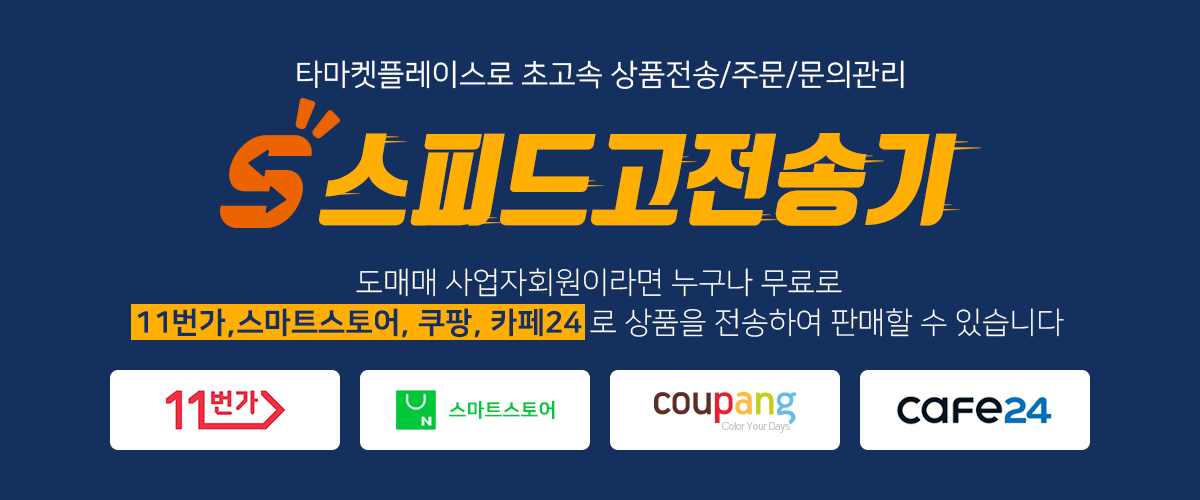 타마켓플레이스로 초고속 상품전송/주문/문의관리
스피드고전송기
도매매 사업자회원이라면 누구나 무료로
11번가,스마트스토어, 쿠팡, 카페24 로 상품을 전송하여 판매할 수 있습니다
11번가
N 스마트스토어
coupang
Color Your Days
cafe24